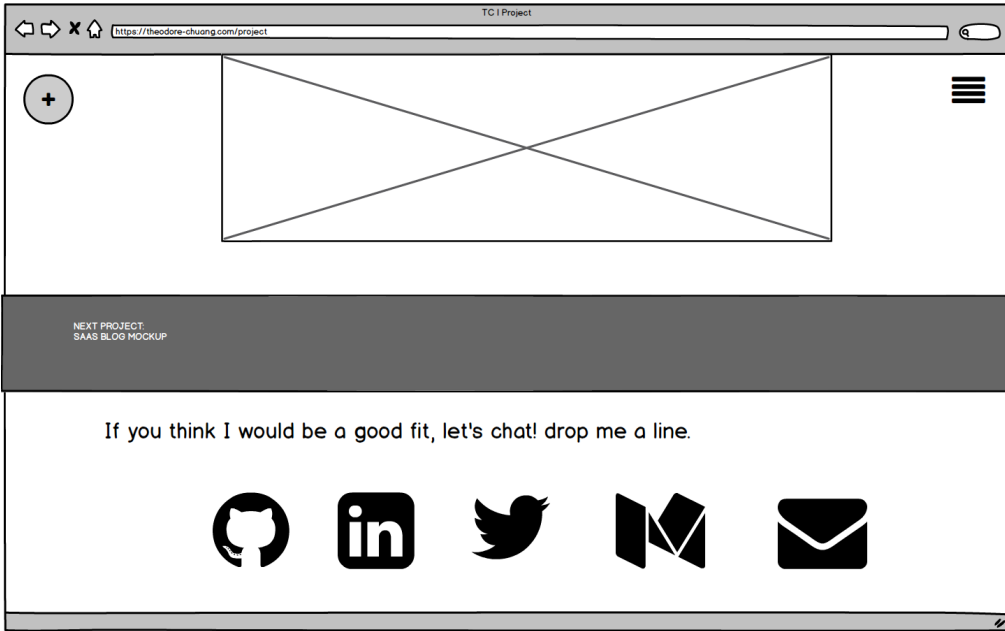 TC | Project
https://theodore-chuang.com/project
+
NEXT PROJECT:
SAAS BLOG MOCKUP
If you think I would be a good fit, let's chat! drop me a line.
in